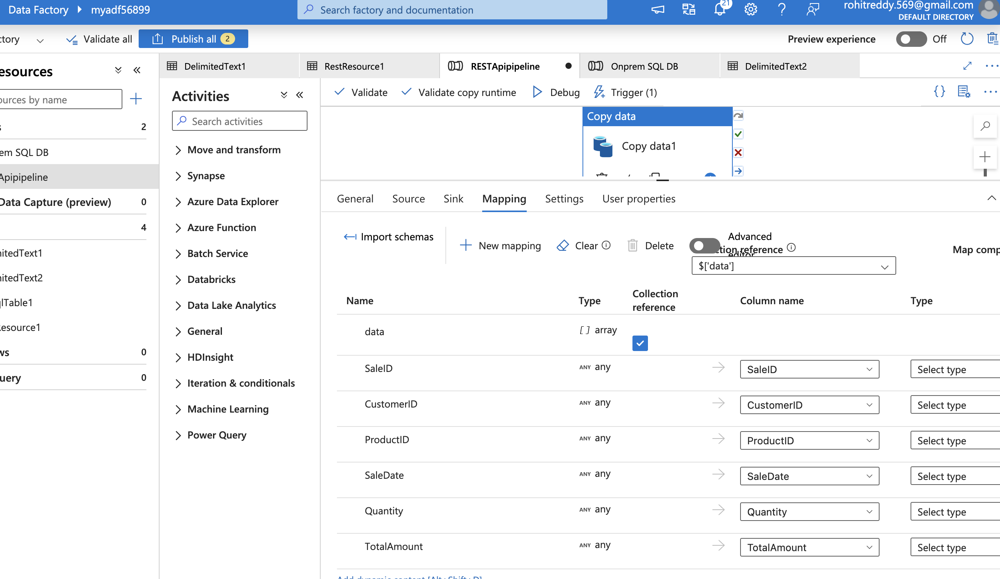 Data Factory
myadf56899
Search factory and documentation
21
rohitreddy.569@gmail.com
DEFAULT DIRECTORY
ctory
Validate all
Publish all
2
Preview experience
Off
esources
DelimitedText1
RestResource1
RESTApipipeline
Onprem SQL DB
DelimitedText2
ources by name
s
2
em SQL DB
Apipipeline
Data Capture (preview)
0
4
nitedText1
nitedText2
qlTable1
Resource1
ws
0
uery
0
Activities
Search activities
Move and transform
Synapse
Azure Data Explorer
Azure Function
Batch Service
Databricks
Data Lake Analytics
General
HDInsight
Iteration & conditionals
Machine Learning
Power Query
Validate
Validate copy runtime
Debug
Trigger (1)
{}
Copy data
Copy data1
General
Source
Sink
Mapping
Settings
User properties
Import schemas
New mapping
Clear
Delete
Advanced
editor
ction reference
Map comp
$['data']
Name
Type
Collection
reference
Column name
Type
data
[] array
SaleID
ANY any
SaleID
Select type
CustomerID
ANY any
CustomerID
Select type
ProductID
ANY any
ProductID
Select type
SaleDate
ANY any
SaleDate
Select type
Quantity
ANY any
Quantity
Select type
TotalAmount
ANY any
TotalAmount
Select type
Add dynamic content [Alt+Shift+D]